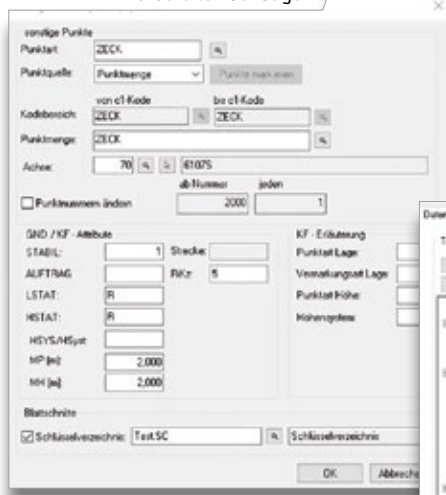 sonstige Punkte
Punktart: ZECK
Punktquelle: Punktmenge Punkte markieren
von c1-Kode bis c1-Kode
Kodebereich: ZECK ZECK
Punktmenge: ZECK
Achse: 70 6107S
ab Nummer jeden
Punktnummern ändern 2000 1
GND / KF - Attribute KF - Erläuterung
STABIL: 1 Strecke: Punktart Lage:
AUFTRAG RiKz: 5 Vermarkungsart Lage:
LSTAT: R Punktart Höhe:
HSTAT: R Höhensystem:
HSYS/HSyst
MP [m]: 2,000
MH [m]: 2,000
Blattschnitte
Schlüsselverzeichnis: Test.SC Schlüsselverzeichnis
OK Abbreche
Daten